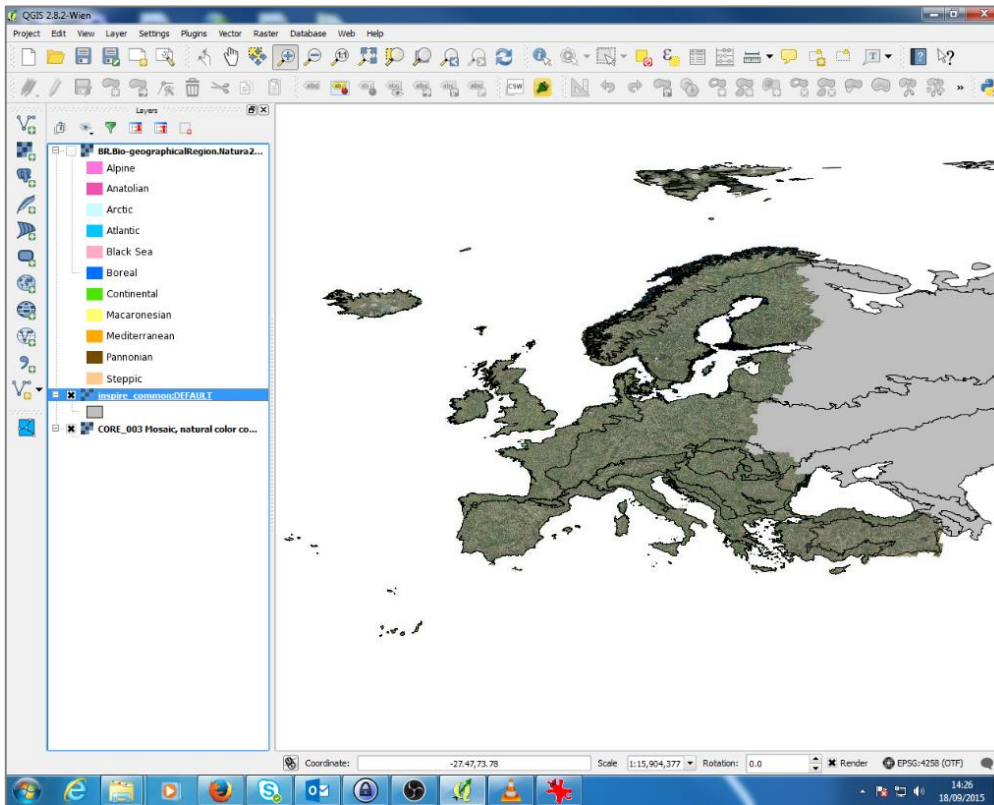 QGIS 2.8.2-Wien
Project Edit View Layer Settings Plugins Vector Raster Database Web Help
CSW
Layers
BR.Bio-geographicalRegion.Natura2...
Alpine
Anatolian
Arctic
Atlantic
Black Sea
Boreal
Continental
Macaronesian
Mediterranean
Pannonian
Steppic
inspire_common:DEFAULT
CORE_003 Mosaic, natural color co...
Coordinate: -27.47,73.78 Scale 1:15,904,377 Rotation: 0.0 Render EPSG:4258 (OTF)
14:26
18/09/2015